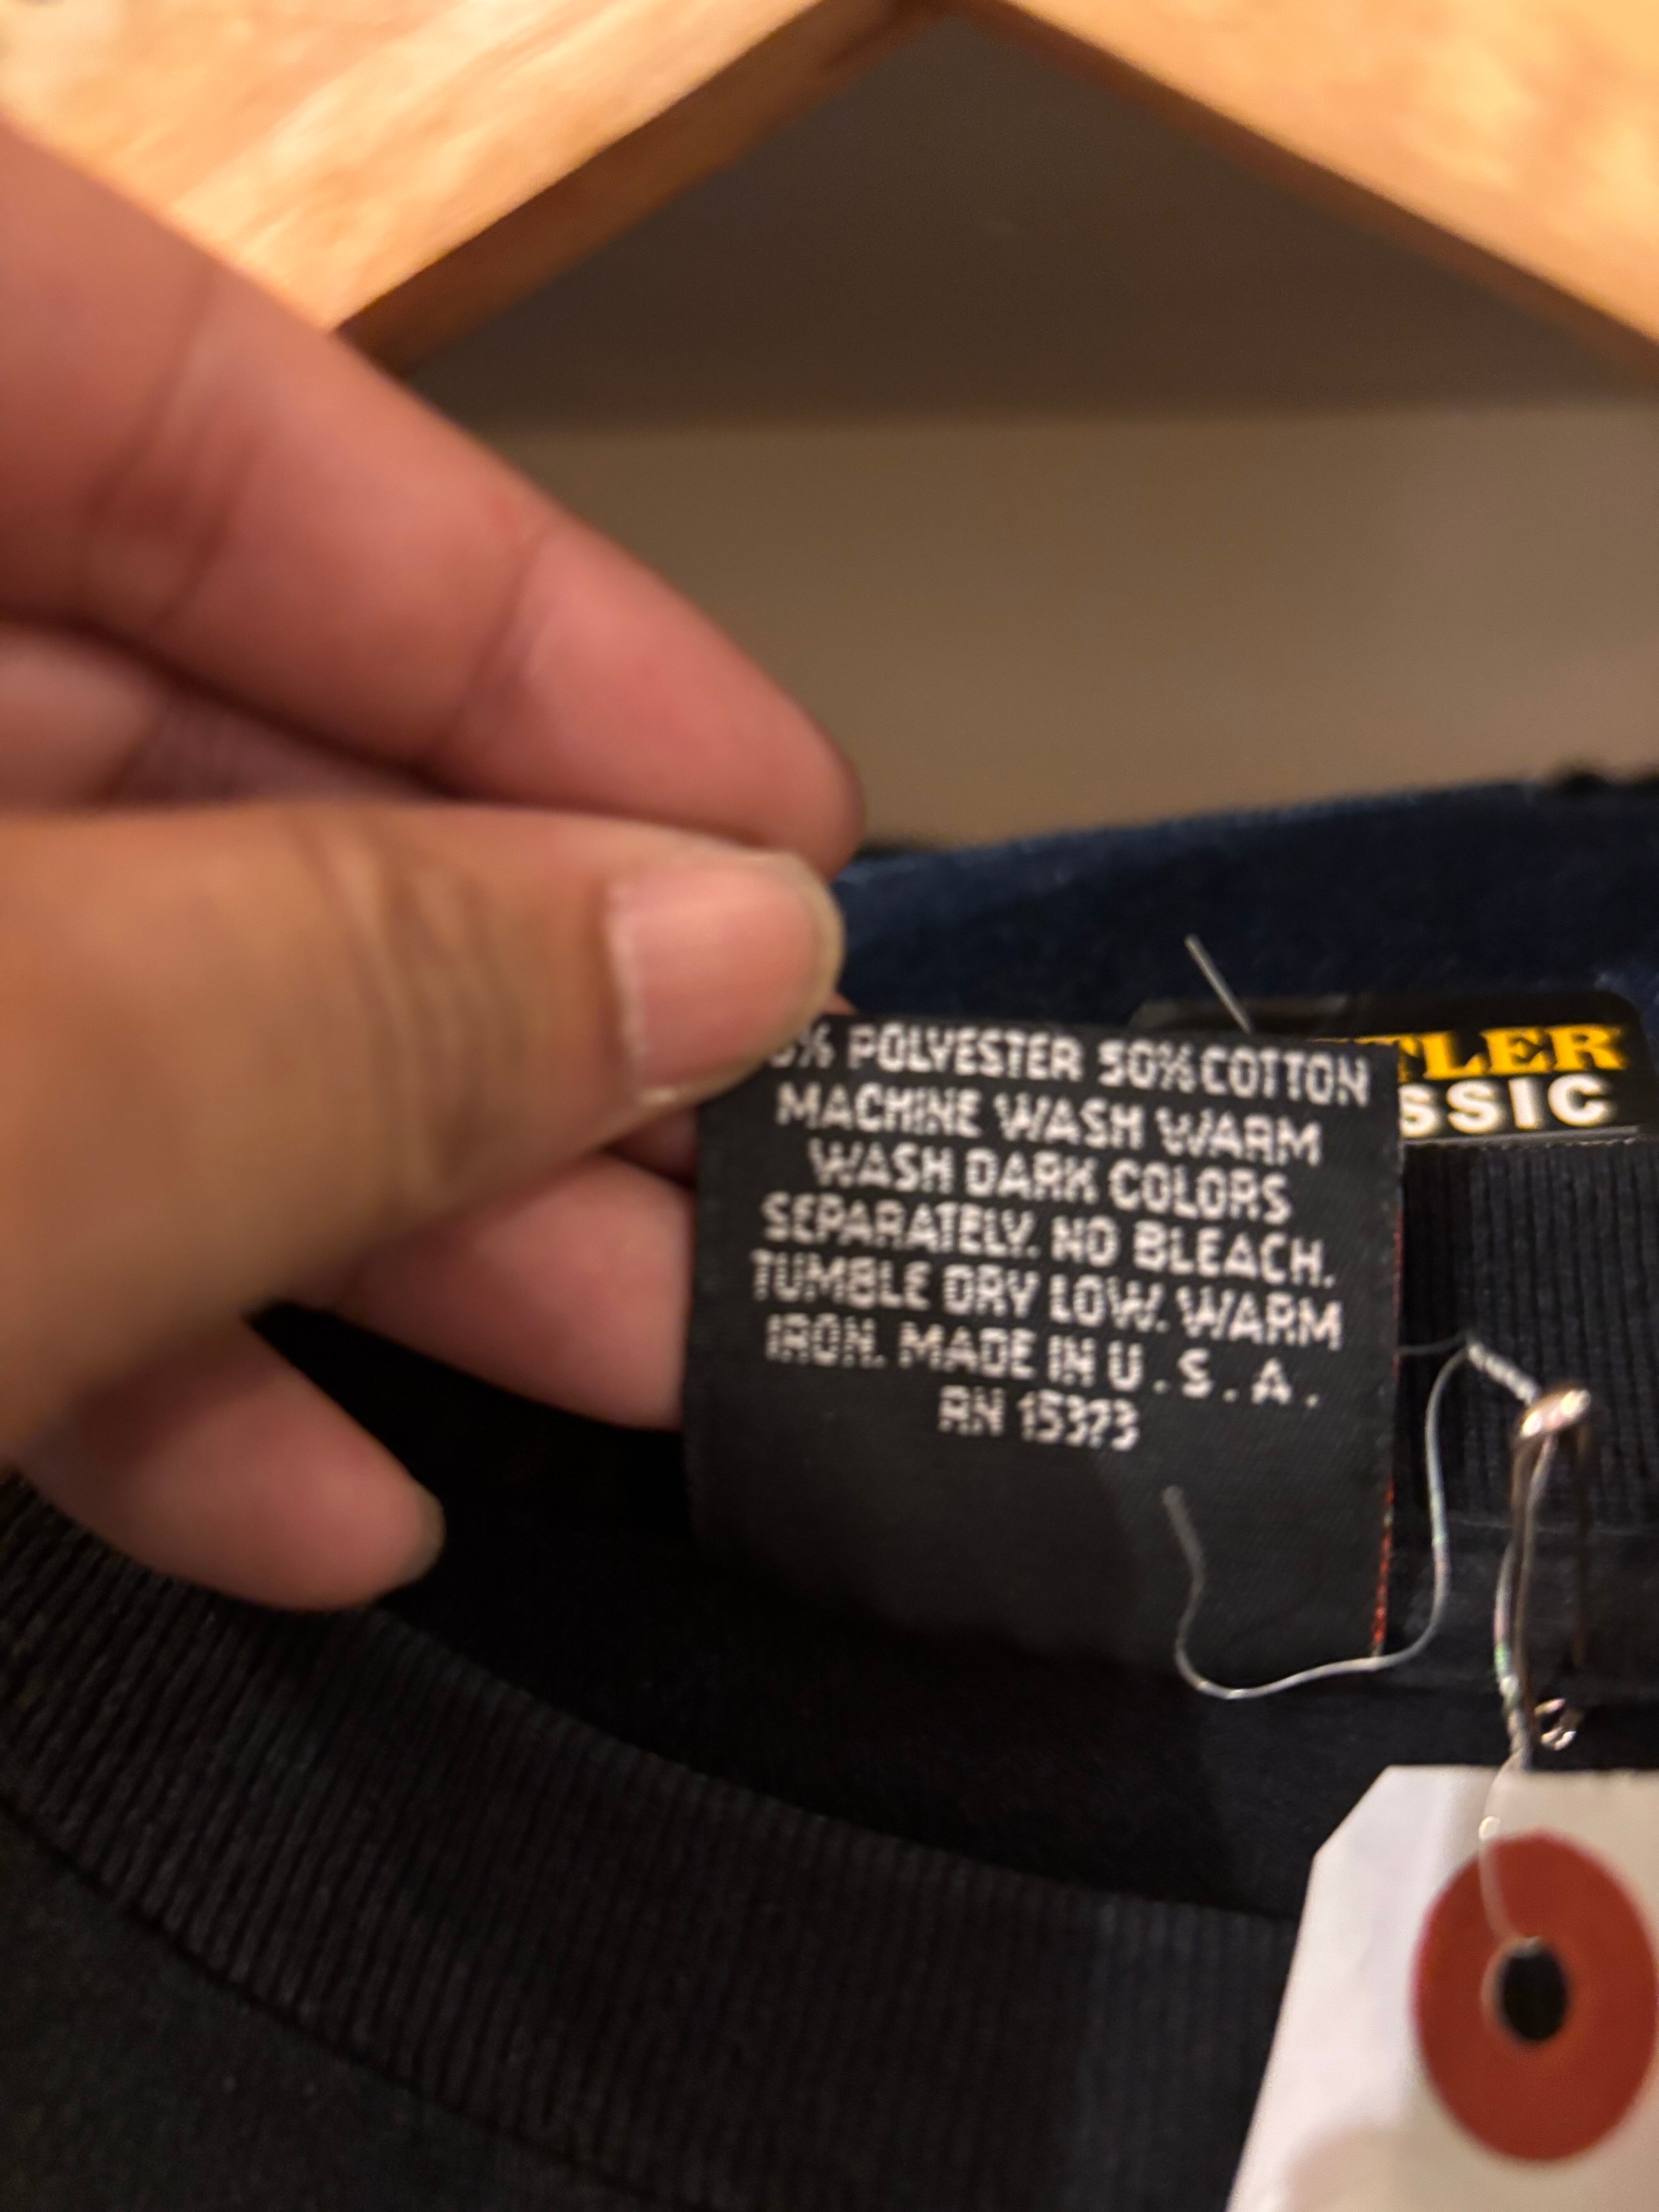 % POLYESTER 50% COTTON
MACHINE WASH WARM
WASH DARK COLORS
SEPARATELY. NO BLEACH.
TUMBLE DRY LOW. WARM
IRON. MADE IN U.S.A.
RN 15373
TLER
SSIC